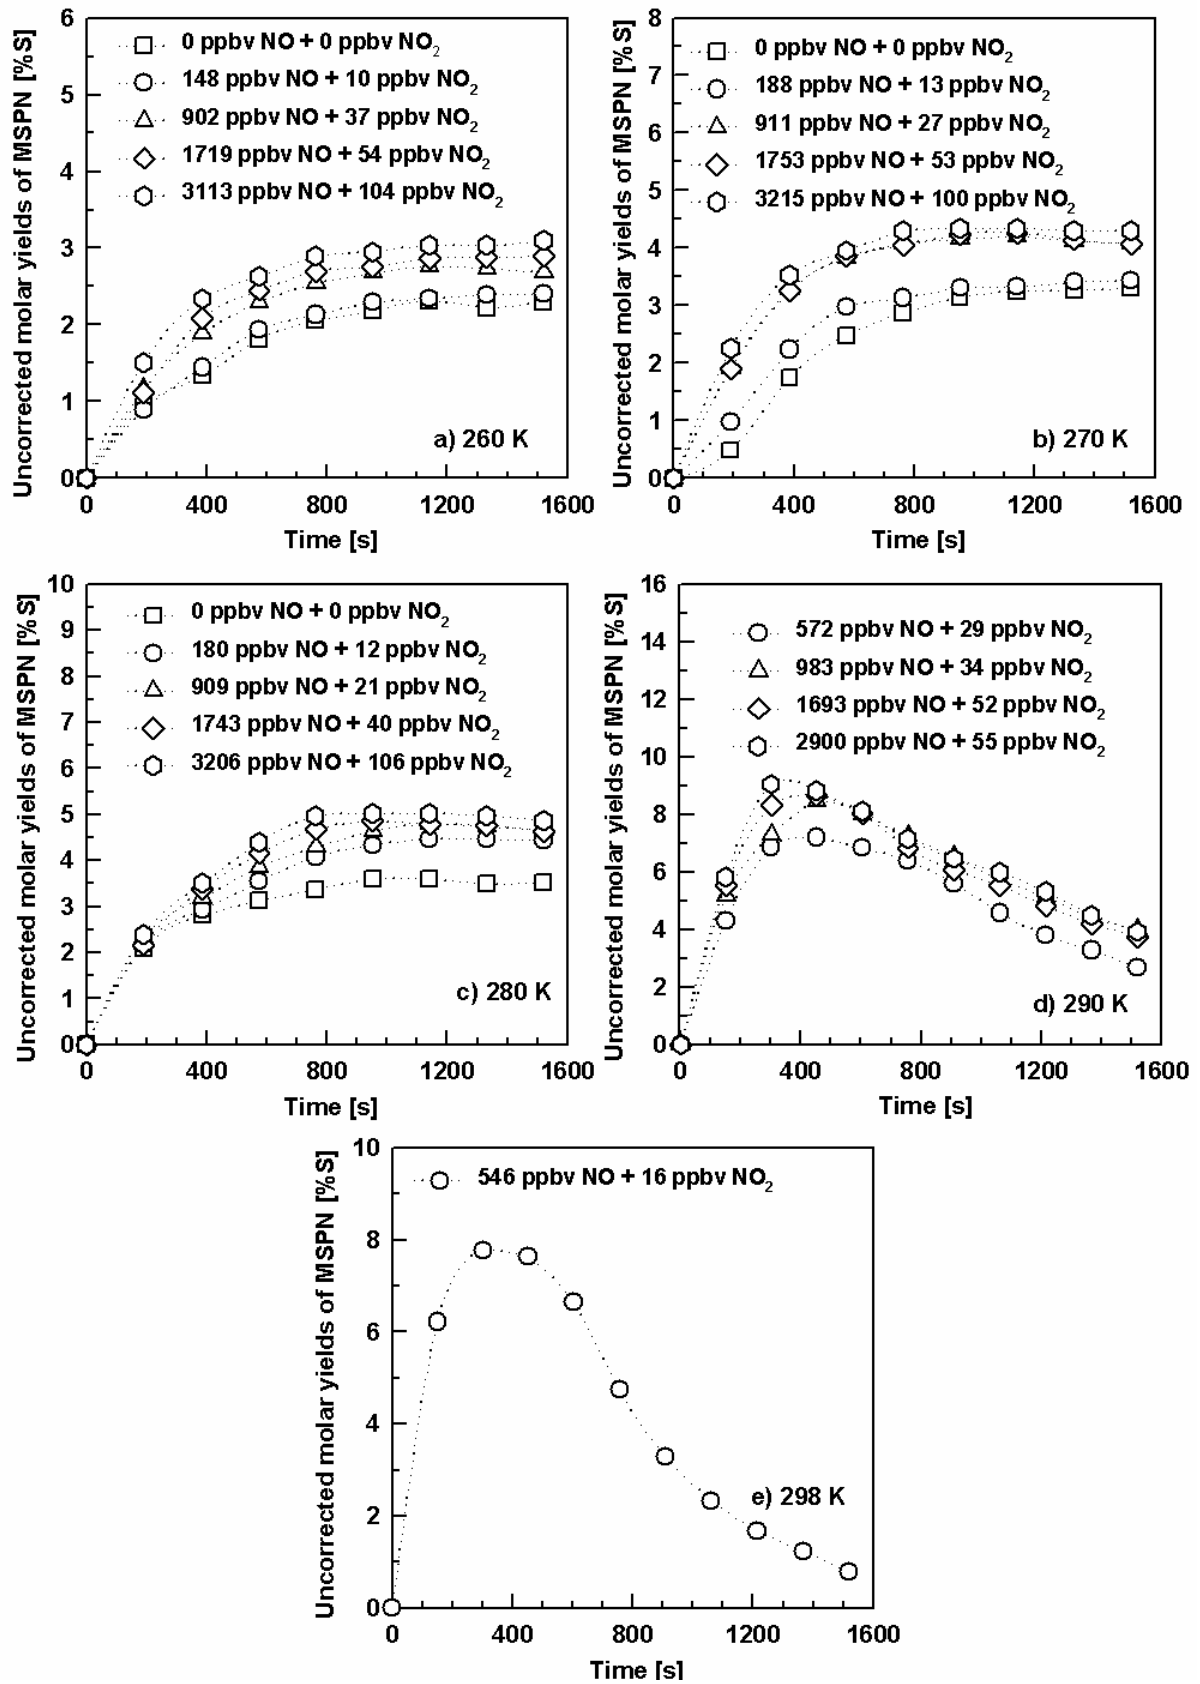 Uncorrected molar yields of MSPN [%S]
6
5
4
3
2
1
0
0 ppbv NO + 0 ppbv NO2
148 ppbv NO + 10 ppbv NO2
902 ppbv NO + 37 ppbv NO2
1719 ppbv NO + 54 ppbv NO2
3113 ppbv NO + 104 ppbv NO2
a) 260 K
0 400 800 1200 1600
Time [s]
Uncorrected molar yields of MSPN [%S]
8
7
6
5
4
3
2
1
0
0 ppbv NO + 0 ppbv NO2
188 ppbv NO + 13 ppbv NO2
911 ppbv NO + 27 ppbv NO2
1753 ppbv NO + 53 ppbv NO2
3215 ppbv NO + 100 ppbv NO2
b) 270 K
0 400 800 1200 1600
Time [s]
Uncorrected molar yields of MSPN [%S]
10
9
8
7
6
5
4
3
2
1
0
0 ppbv NO + 0 ppbv NO2
180 ppbv NO + 12 ppbv NO2
909 ppbv NO + 21 ppbv NO2
1743 ppbv NO + 40 ppbv NO2
3206 ppbv NO + 106 ppbv NO2
c) 280 K
0 400 800 1200 1600
Time [s]
Uncorrected molar yields of MSPN [%S]
16
14
12
10
8
6
4
2
0
572 ppbv NO + 29 ppbv NO2
983 ppbv NO + 34 ppbv NO2
1693 ppbv NO + 52 ppbv NO2
2900 ppbv NO + 55 ppbv NO2
d) 290 K
0 400 800 1200 1600
Time [s]
Uncorrected molar yields of MSPN [%S]
10
8
6
4
2
0
546 ppbv NO + 16 ppbv NO2
e) 298 K
0 400 800 1200 1600
Time [s]